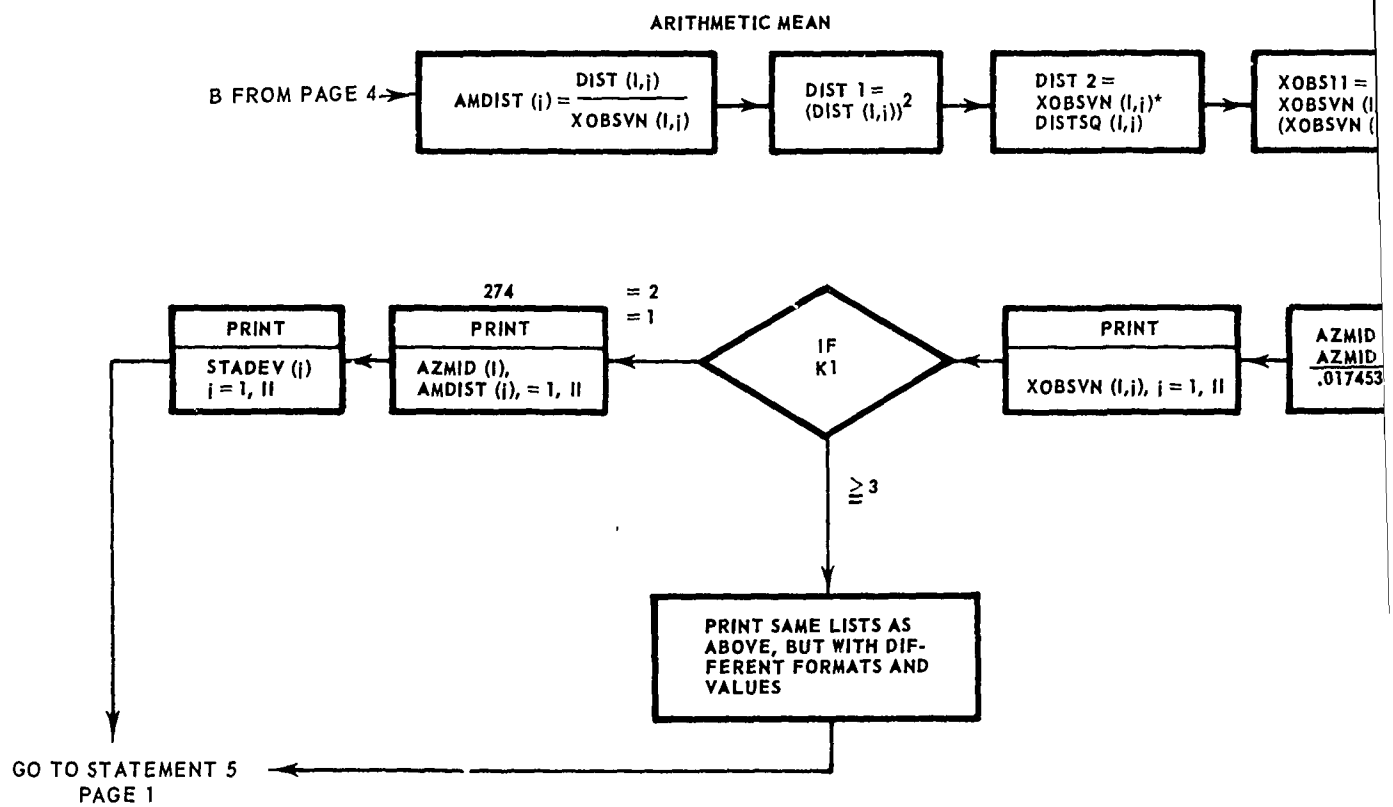 ARITHMETIC MEAN
B FROM PAGE 4
AMDIST (j) = DIST (I,j)
XOBSVN (I,j)
DIST 1 =
(DIST (I,j))²
DIST 2 =
XOBSVN (I,j)*
DISTSQ (I,j)
XOBS11 =
XOBSVN (I,
(XOBSVN (
PRINT
STADEV (j)
j = 1, II
274
PRINT
AZMID (I),
AMDIST (j), = 1, II
= 2
= 1
IF
K1
PRINT
XOBSVN (I,j), j = 1, II
AZMID
AZMID
.017453
≧ 3
PRINT SAME LISTS AS
ABOVE, BUT WITH DIF-
FERENT FORMATS AND
VALUES
GO TO STATEMENT 5
PAGE 1